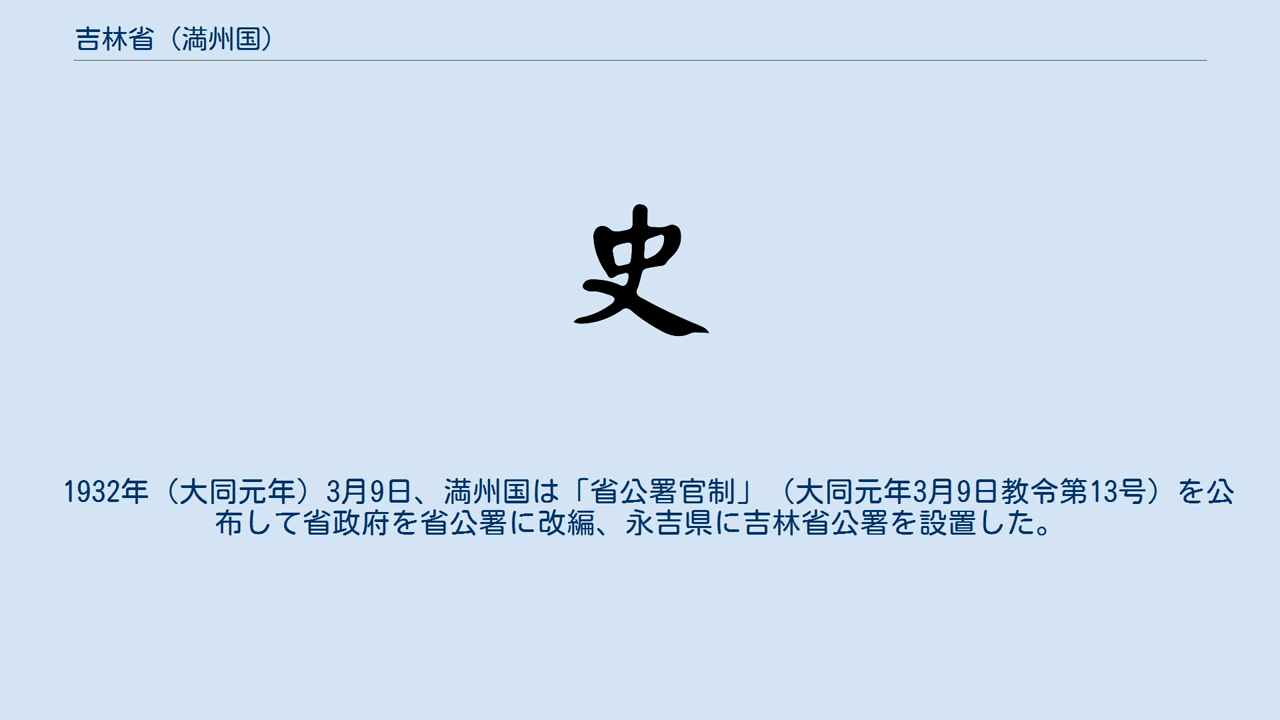 吉林省（満州国）
史
1932年（大同元年）3月9日、満州国は「省公署官制」（大同元年3月9日教令第13号）を公
布して省政府を省公署に改編、永吉県に吉林省公署を設置した。